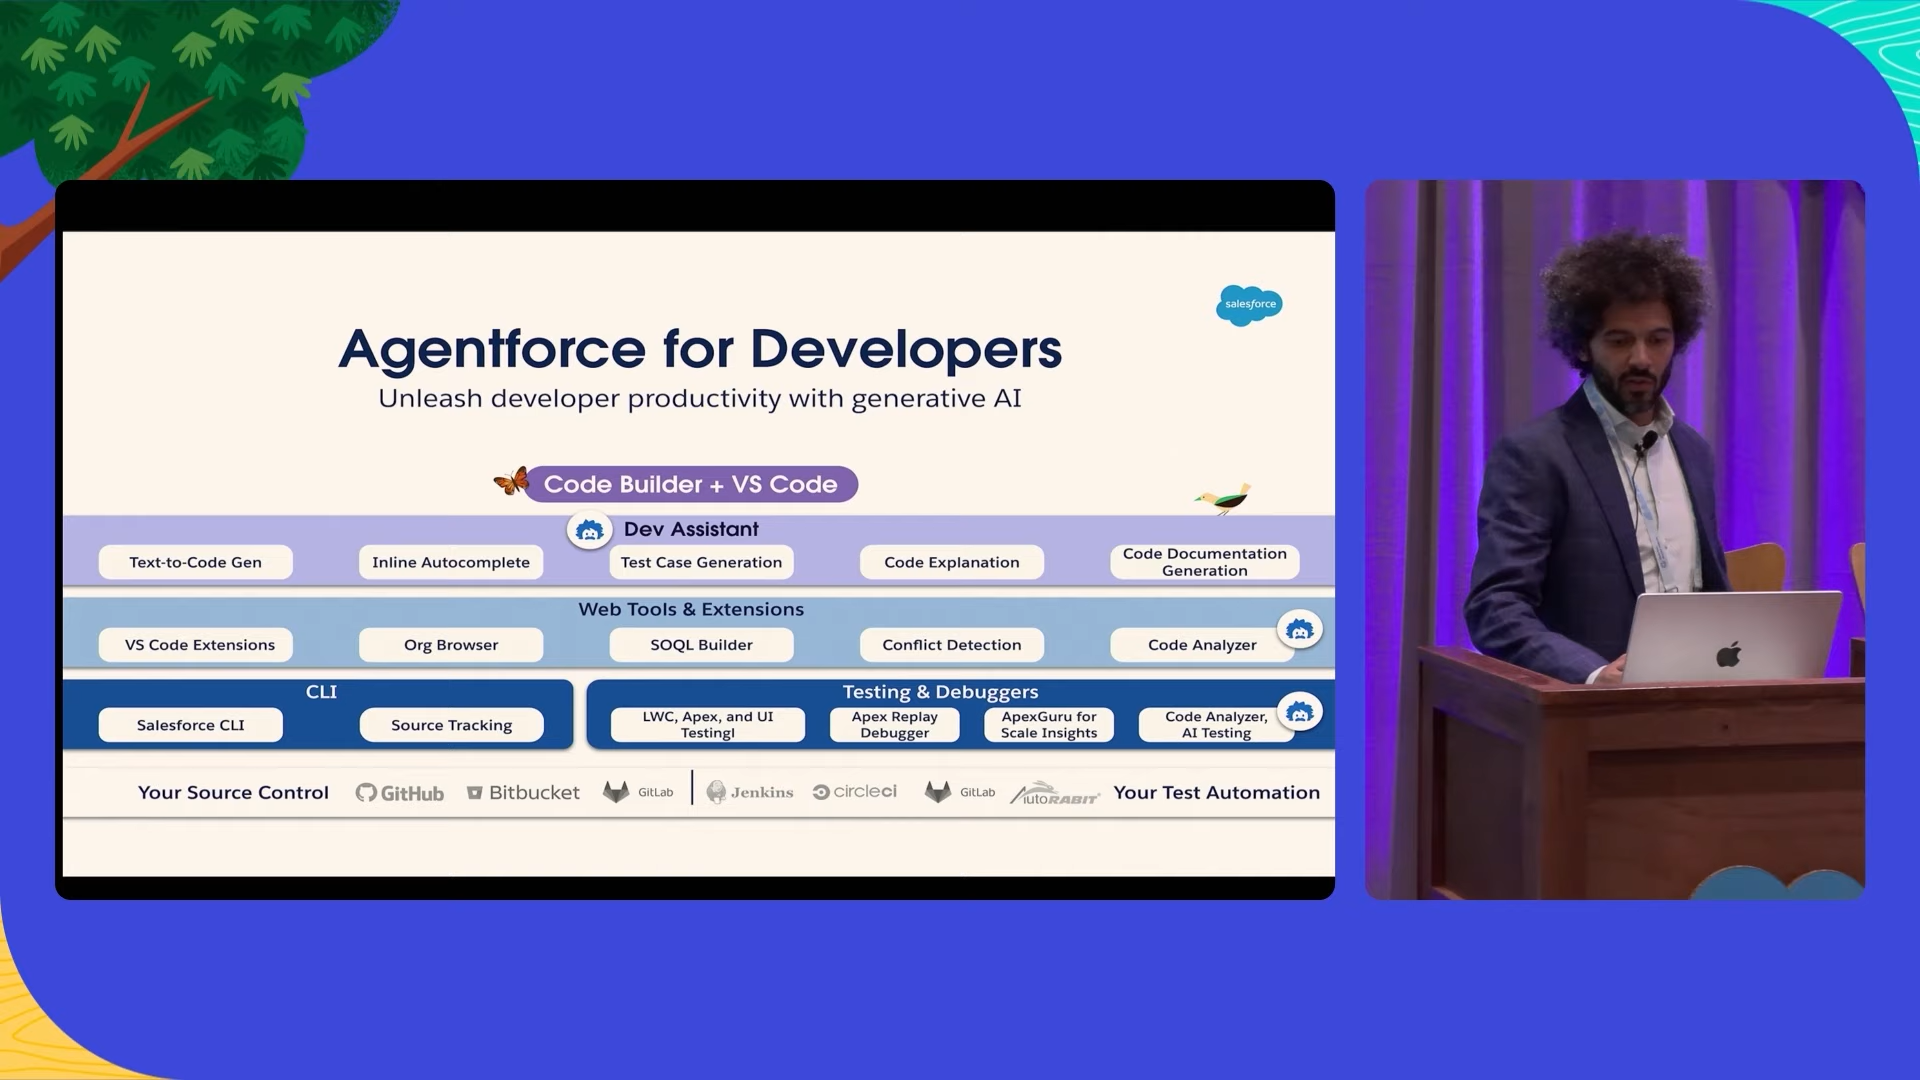 salesforce
Agentforce for Developers
Unleash developer productivity with generative AI
Code Builder + VS Code
Dev Assistant
Text-to-Code Gen
Inline Autocomplete
Test Case Generation
Code Explanation
Code Documentation
Generation
Web Tools & Extensions
VS Code Extensions
Org Browser
SOQL Builder
Conflict Detection
Code Analyzer
CLI
Salesforce CLI
Source Tracking
Testing & Debuggers
LWC, Apex, and UI
Testingl
Apex Replay
Debugger
ApexGuru for
Scale Insights
Code Analyzer,
AI Testing
Your Source Control
GitHub
Bitbucket
GitLab
Jenkins
circleci
GitLab
AutoRABIT
Your Test Automation